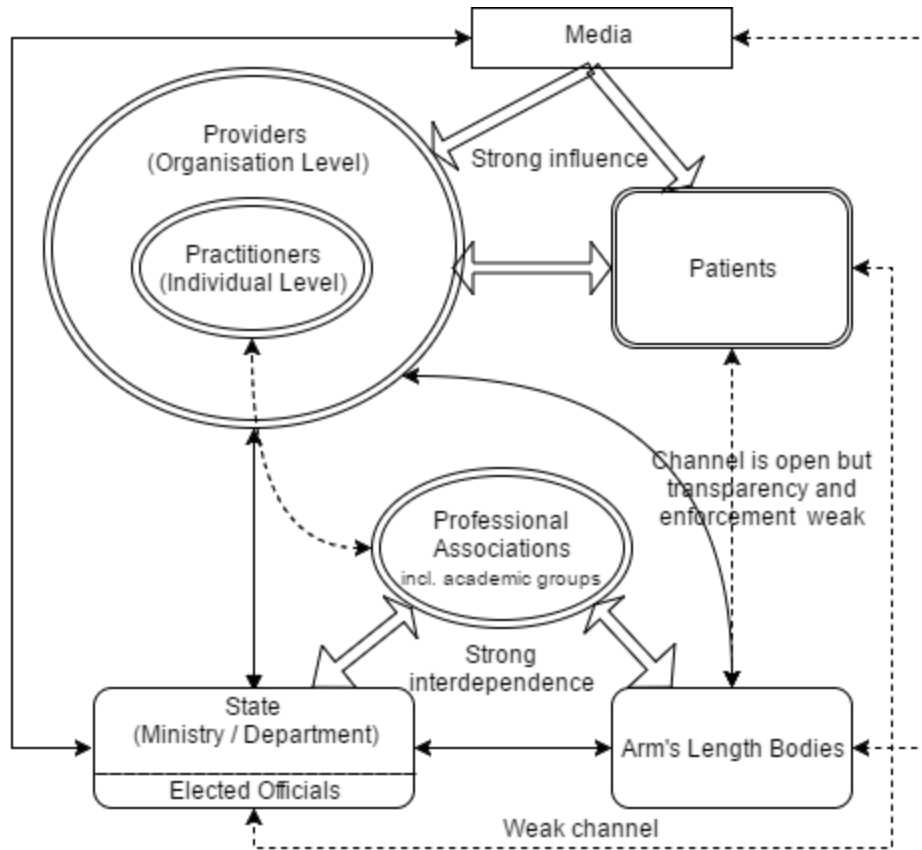 Media
Providers
(Organisation Level)
Strong influence
Practitioners
(Individual Level)
Patients
Channel is open but
transparency and
enforcement weak
Professional
Associations
incl. academic groups
Strong
interdependence
State
(Ministry / Department)
Elected Officials
Arm's Length Bodies
Weak channel